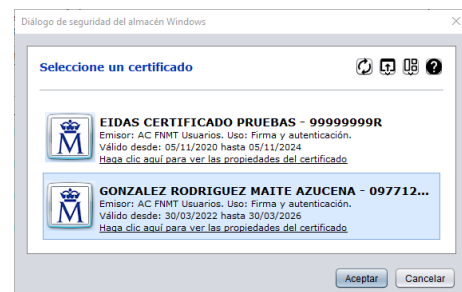 Diálogo de seguridad del almacén Windows
Seleccione un certificado
EIDAS CERTIFICADO PRUEBAS - 99999999R
Emisor: AC FNMT Usuarios. Uso: Firma y autenticación.
Válido desde: 05/11/2020 hasta 05/11/2024
Haga clic aquí para ver las propiedades del certificado
GONZALEZ RODRIGUEZ MAITE AZUCENA - 097712...
Emisor: AC FNMT Usuarios. Uso: Firma y autenticación.
Válido desde: 30/03/2022 hasta 30/03/2026
Haga clic aquí para ver las propiedades del certificado
Aceptar Cancelar